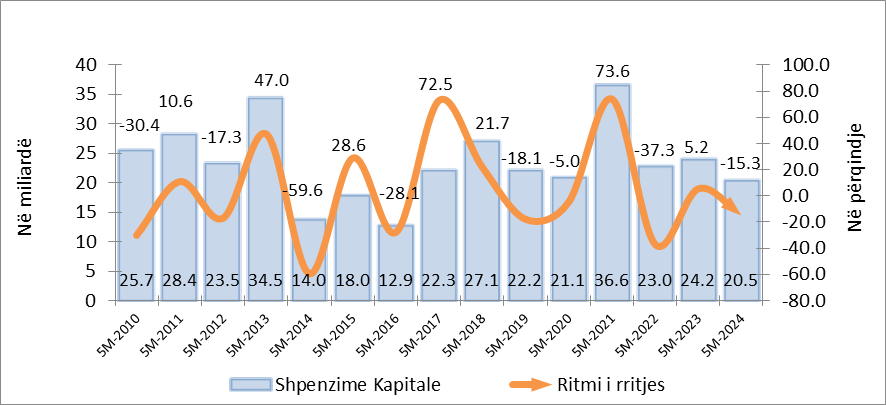 Në miliardë
40
35
30
25
20
15
10
5
0
Në përqindje
100.0
80.0
60.0
40.0
20.0
0.0
-20.0
-40.0
-60.0
-80.0
-30.4
10.6
-17.3
47.0
-59.6
28.6
-28.1
72.5
21.7
-18.1
-5.0
73.6
-37.3
5.2
-15.3
25.7 28.4 23.5 34.5 14.0 18.0 12.9 22.3 27.1 22.2 21.1 36.6 23.0 24.2 20.5
5M-2010
5M-2011
5M-2012
5M-2013
5M-2014
5M-2015
5M-2016
5M-2017
5M-2018
5M-2019
5M-2020
5M-2021
5M-2022
5M-2023
5M-2024
Shpenzime Kapitale Ritmi i rritjes